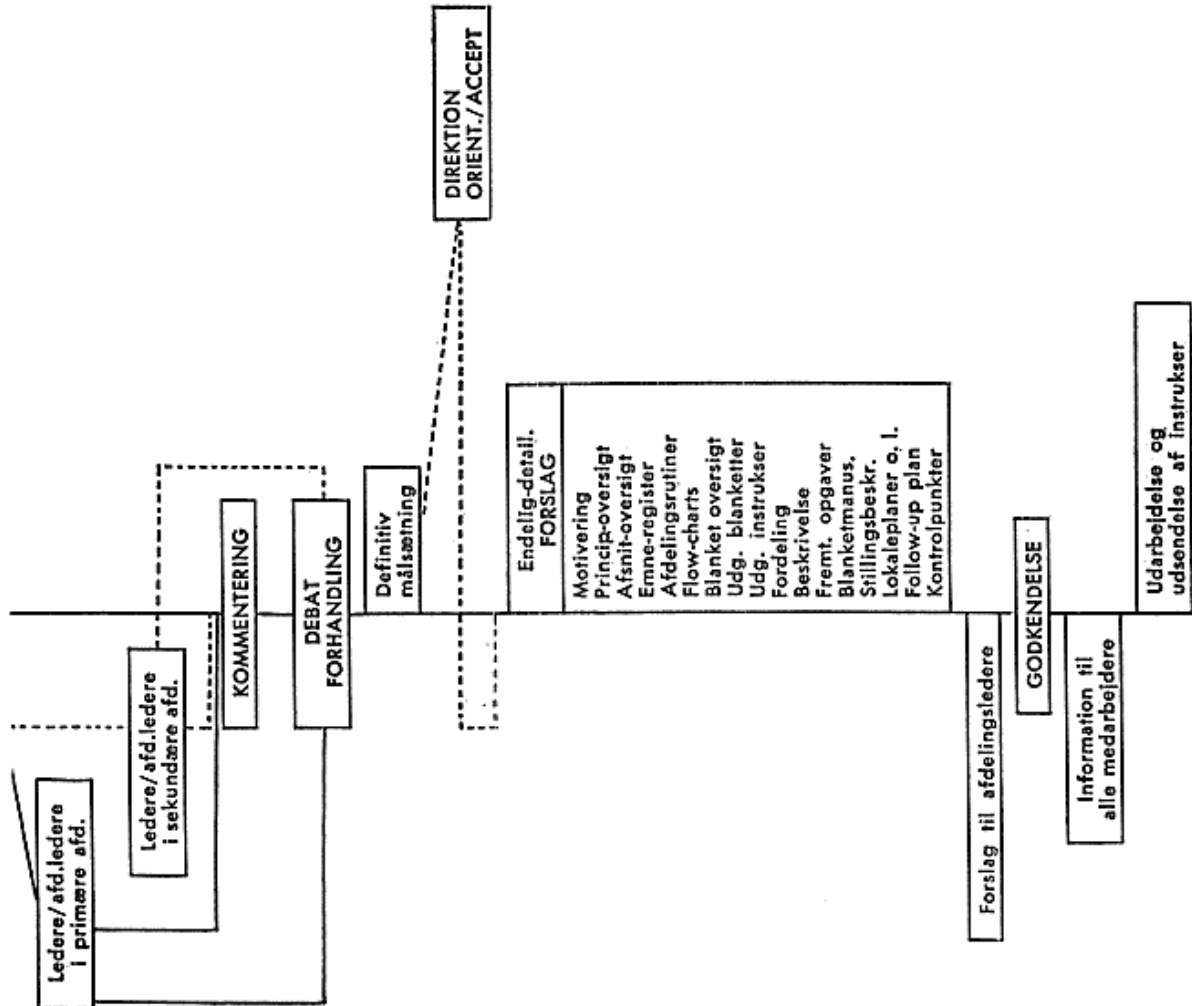 Ledere/afd.ledere
i primære afd.
Ledere/afd.ledere
i sekundære afd.
KOMMENTERING
DEBAT
FORHANDLING
Definitiv
målsætning
DIREKTION
ORIENT./ACCEPT
Endelig-detail.
FORSLAG
Motivering
Princip-oversigt
Afsnit-oversigt
Emne-register
Afdelingsrutiner
Flow-charts
Blanket oversigt
Udg. blanketter
Udg. instrukser
Fordeling
Beskrivelse
Fremt. opgaver
Blanketmanus.
Stillingsbeskr.
Lokaleplaner o. l.
Follow-up plan
Kontrolpunkter
Forslag til afdelingsledere
GODKENDELSE
Information til
alle medarbejdere
Udarbejdelse og
udsendelse af instrukser